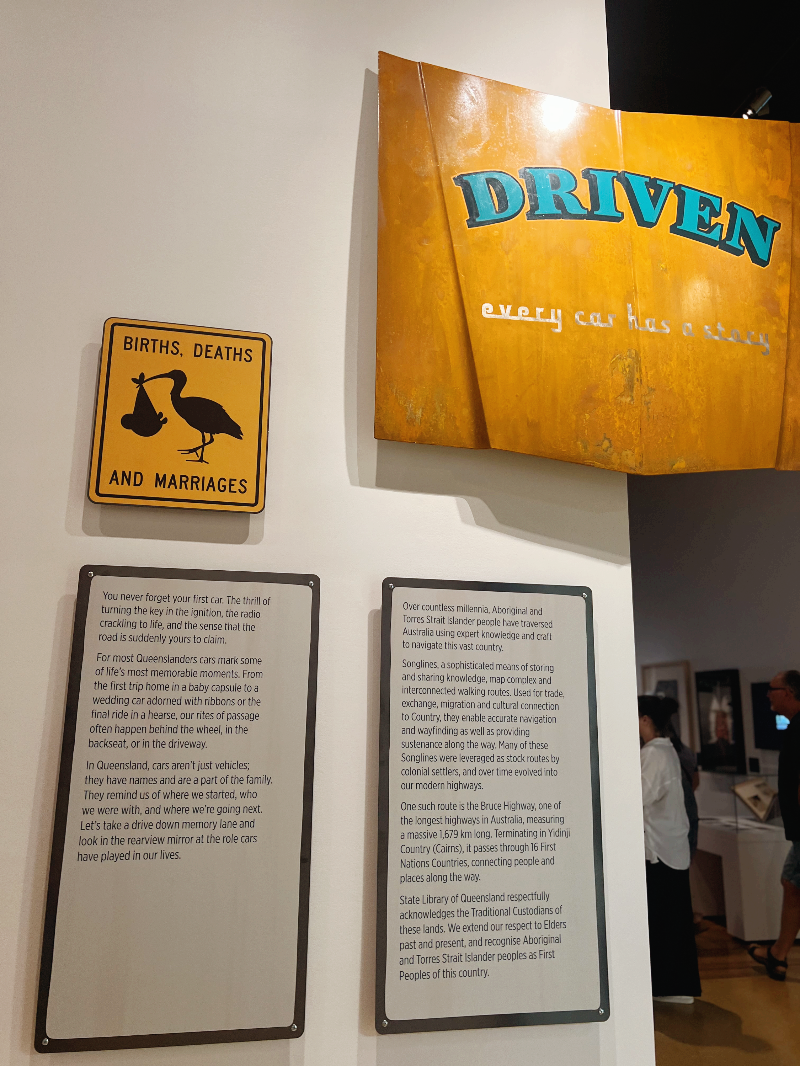 DRIVEN
every car has a story
BIRTHS, DEATHS
AND MARRIAGES
You never forget your first car. The thrill of
turning the key in the ignition, the radio
crackling to life, and the sense that the
road is suddenly yours to claim.
For most Queenslanders cars mark some
of life's most memorable moments. From
the first trip home in a baby capsule to a
wedding car adorned with ribbons or the
final ride in a hearse, our rites of passage
often happen behind the wheel, in the
backseat, or in the driveway.
In Queensland, cars aren't just vehicles;
they have names and are a part of the family.
They remind us of where we started, who
we were with, and where we're going next.
Let's take a drive down memory lane and
look in the rearview mirror at the role cars
have played in our lives.
Over countless millennia, Aboriginal and
Torres Strait Islander people have traversed
Australia using expert knowledge and craft
to navigate this vast country.
Songlines, a sophisticated means of storing
and sharing knowledge, map complex and
interconnected walking routes. Used for trade,
exchange, migration and cultural connection
to Country, they enable accurate navigation
and wayfinding as well as providing
sustenance along the way. Many of these
Songlines were leveraged as stock routes by
colonial settlers, and over time evolved into
our modern highways.
One such route is the Bruce Highway, one of
the longest highways in Australia, measuring
a massive 1,679 km long. Terminating in Yidinji
Country (Cairns), it passes through 16 First
Nations Countries, connecting people and
places along the way.
State Library of Queensland respectfully
acknowledges the Traditional Custodians of
these lands. We extend our respect to Elders
past and present, and recognise Aboriginal
and Torres Strait Islander peoples as First
Peoples of this country.